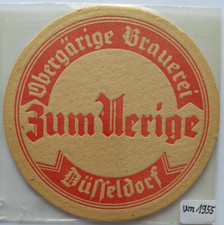 Obergärige Brauerei
Zum Uerige
Düsseldorf
um 1955